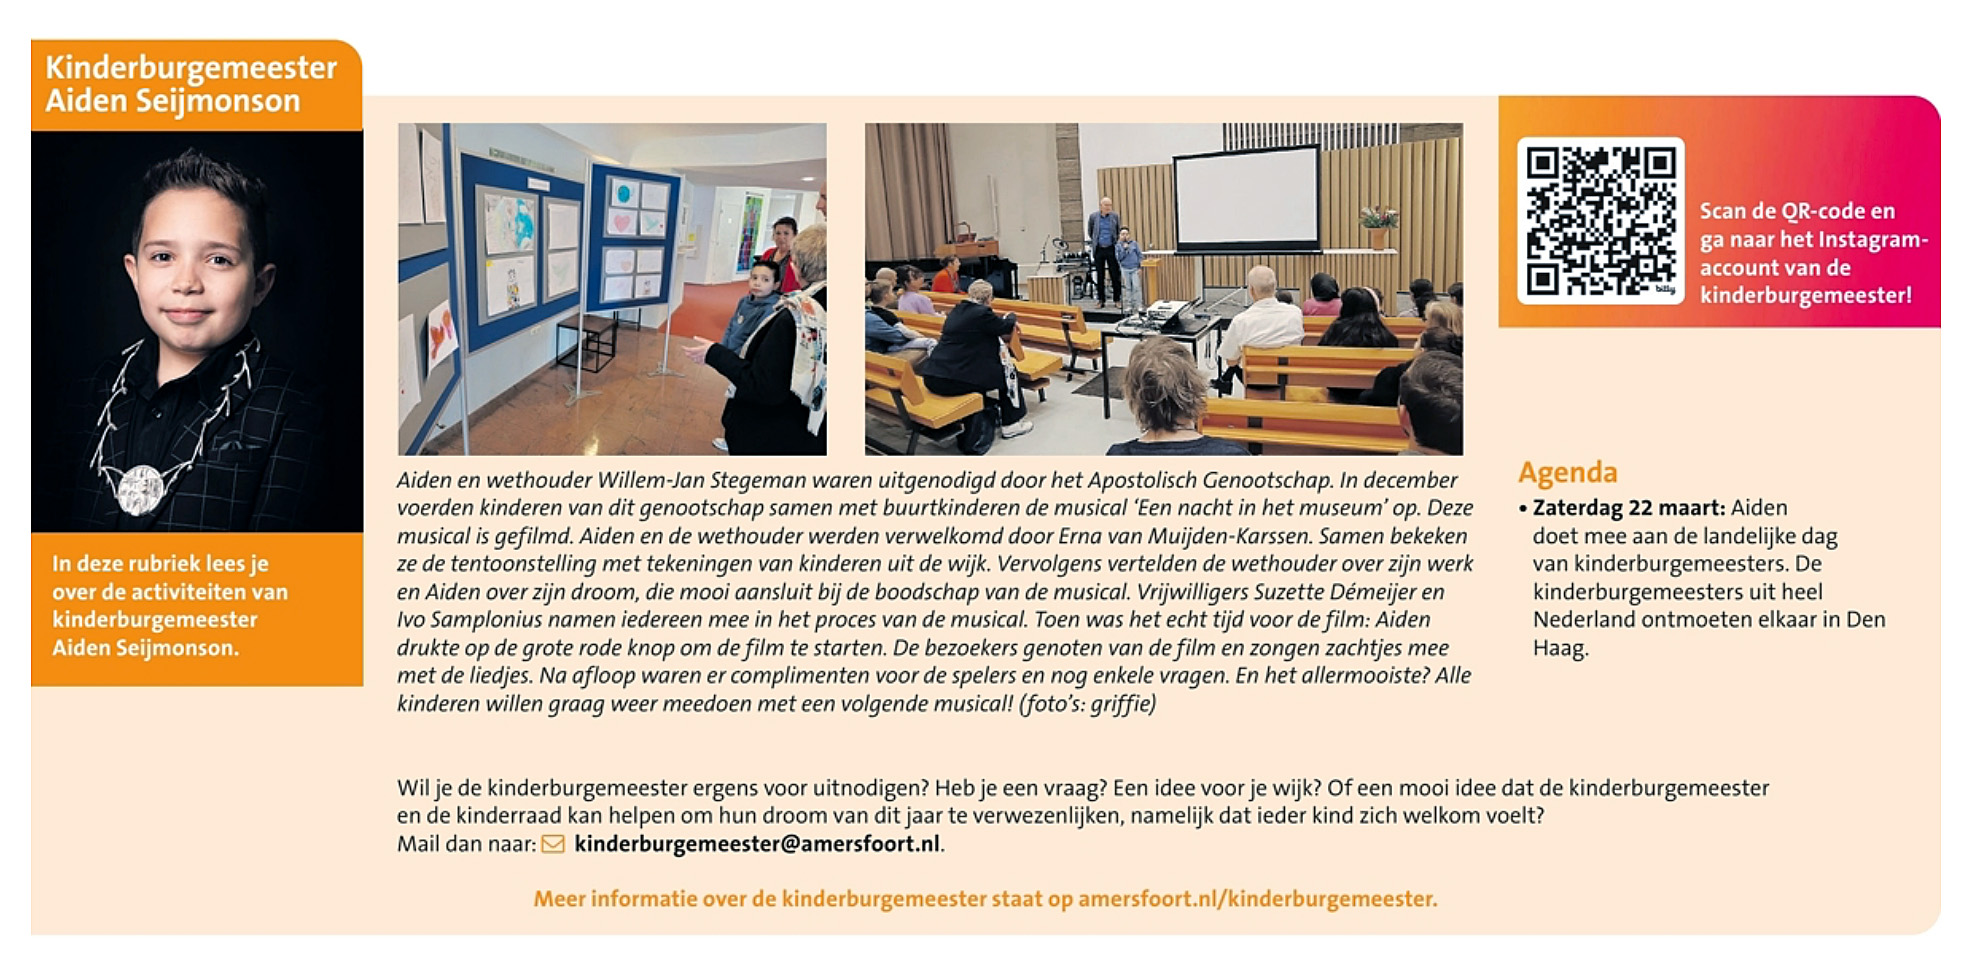 Kinderburgemeester
Aiden Seijmonson
In deze rubriek lees je
over de activiteiten van
kinderburgemeester
Aiden Seijmonson.
Aiden en wethouder Willem-Jan Stegeman waren uitgenodigd door het Apostolisch Genootschap. In december
voerden kinderen van dit genootschap samen met buurtkinderen de musical ‘Een nacht in het museum’ op. Deze
musical is gefilmd. Aiden en de wethouder werden verwelkomd door Erna van Muijden-Karssen. Samen bekeken
ze de tentoonstelling met tekeningen van kinderen uit de wijk. Vervolgens vertelden de wethouder over zijn werk
en Aiden over zijn droom, die mooi aansluit bij de boodschap van de musical. Vrijwilligers Suzette Démeijer en
Ivo Samplonius namen iedereen mee in het proces van de musical. Toen was het echt tijd voor de film: Aiden
drukte op de grote rode knop om de film te starten. De bezoekers genoten van de film en zongen zachtjes mee
met de liedjes. Na afloop waren er complimenten voor de spelers en nog enkele vragen. En het allermooiste? Alle
kinderen willen graag weer meedoen met een volgende musical! (foto’s: griffie)
Scan de QR-code en
ga naar het Instagram-
account van de
kinderburgemeester!
bitly
Agenda
• Zaterdag 22 maart: Aiden
doet mee aan de landelijke dag
van kinderburgemeesters. De
kinderburgemeesters uit heel
Nederland ontmoeten elkaar in Den
Haag.
Wil je de kinderburgemeester ergens voor uitnodigen? Heb je een vraag? Een idee voor je wijk? Of een mooi idee dat de kinderburgemeester
en de kinderraad kan helpen om hun droom van dit jaar te verwezenlijken, namelijk dat ieder kind zich welkom voelt?
Mail dan naar: kinderburgemeester@amersfoort.nl.
Meer informatie over de kinderburgemeester staat op amersfoort.nl/kinderburgemeester.